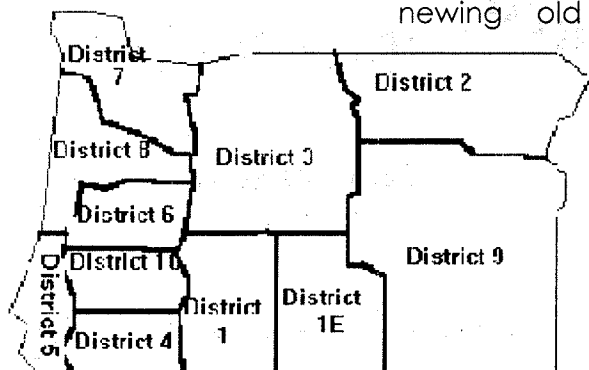 newing old
District
7
District 2
District 8
District 3
District 6
District 9
District 10
District 5
District
1
District
1E
District 4